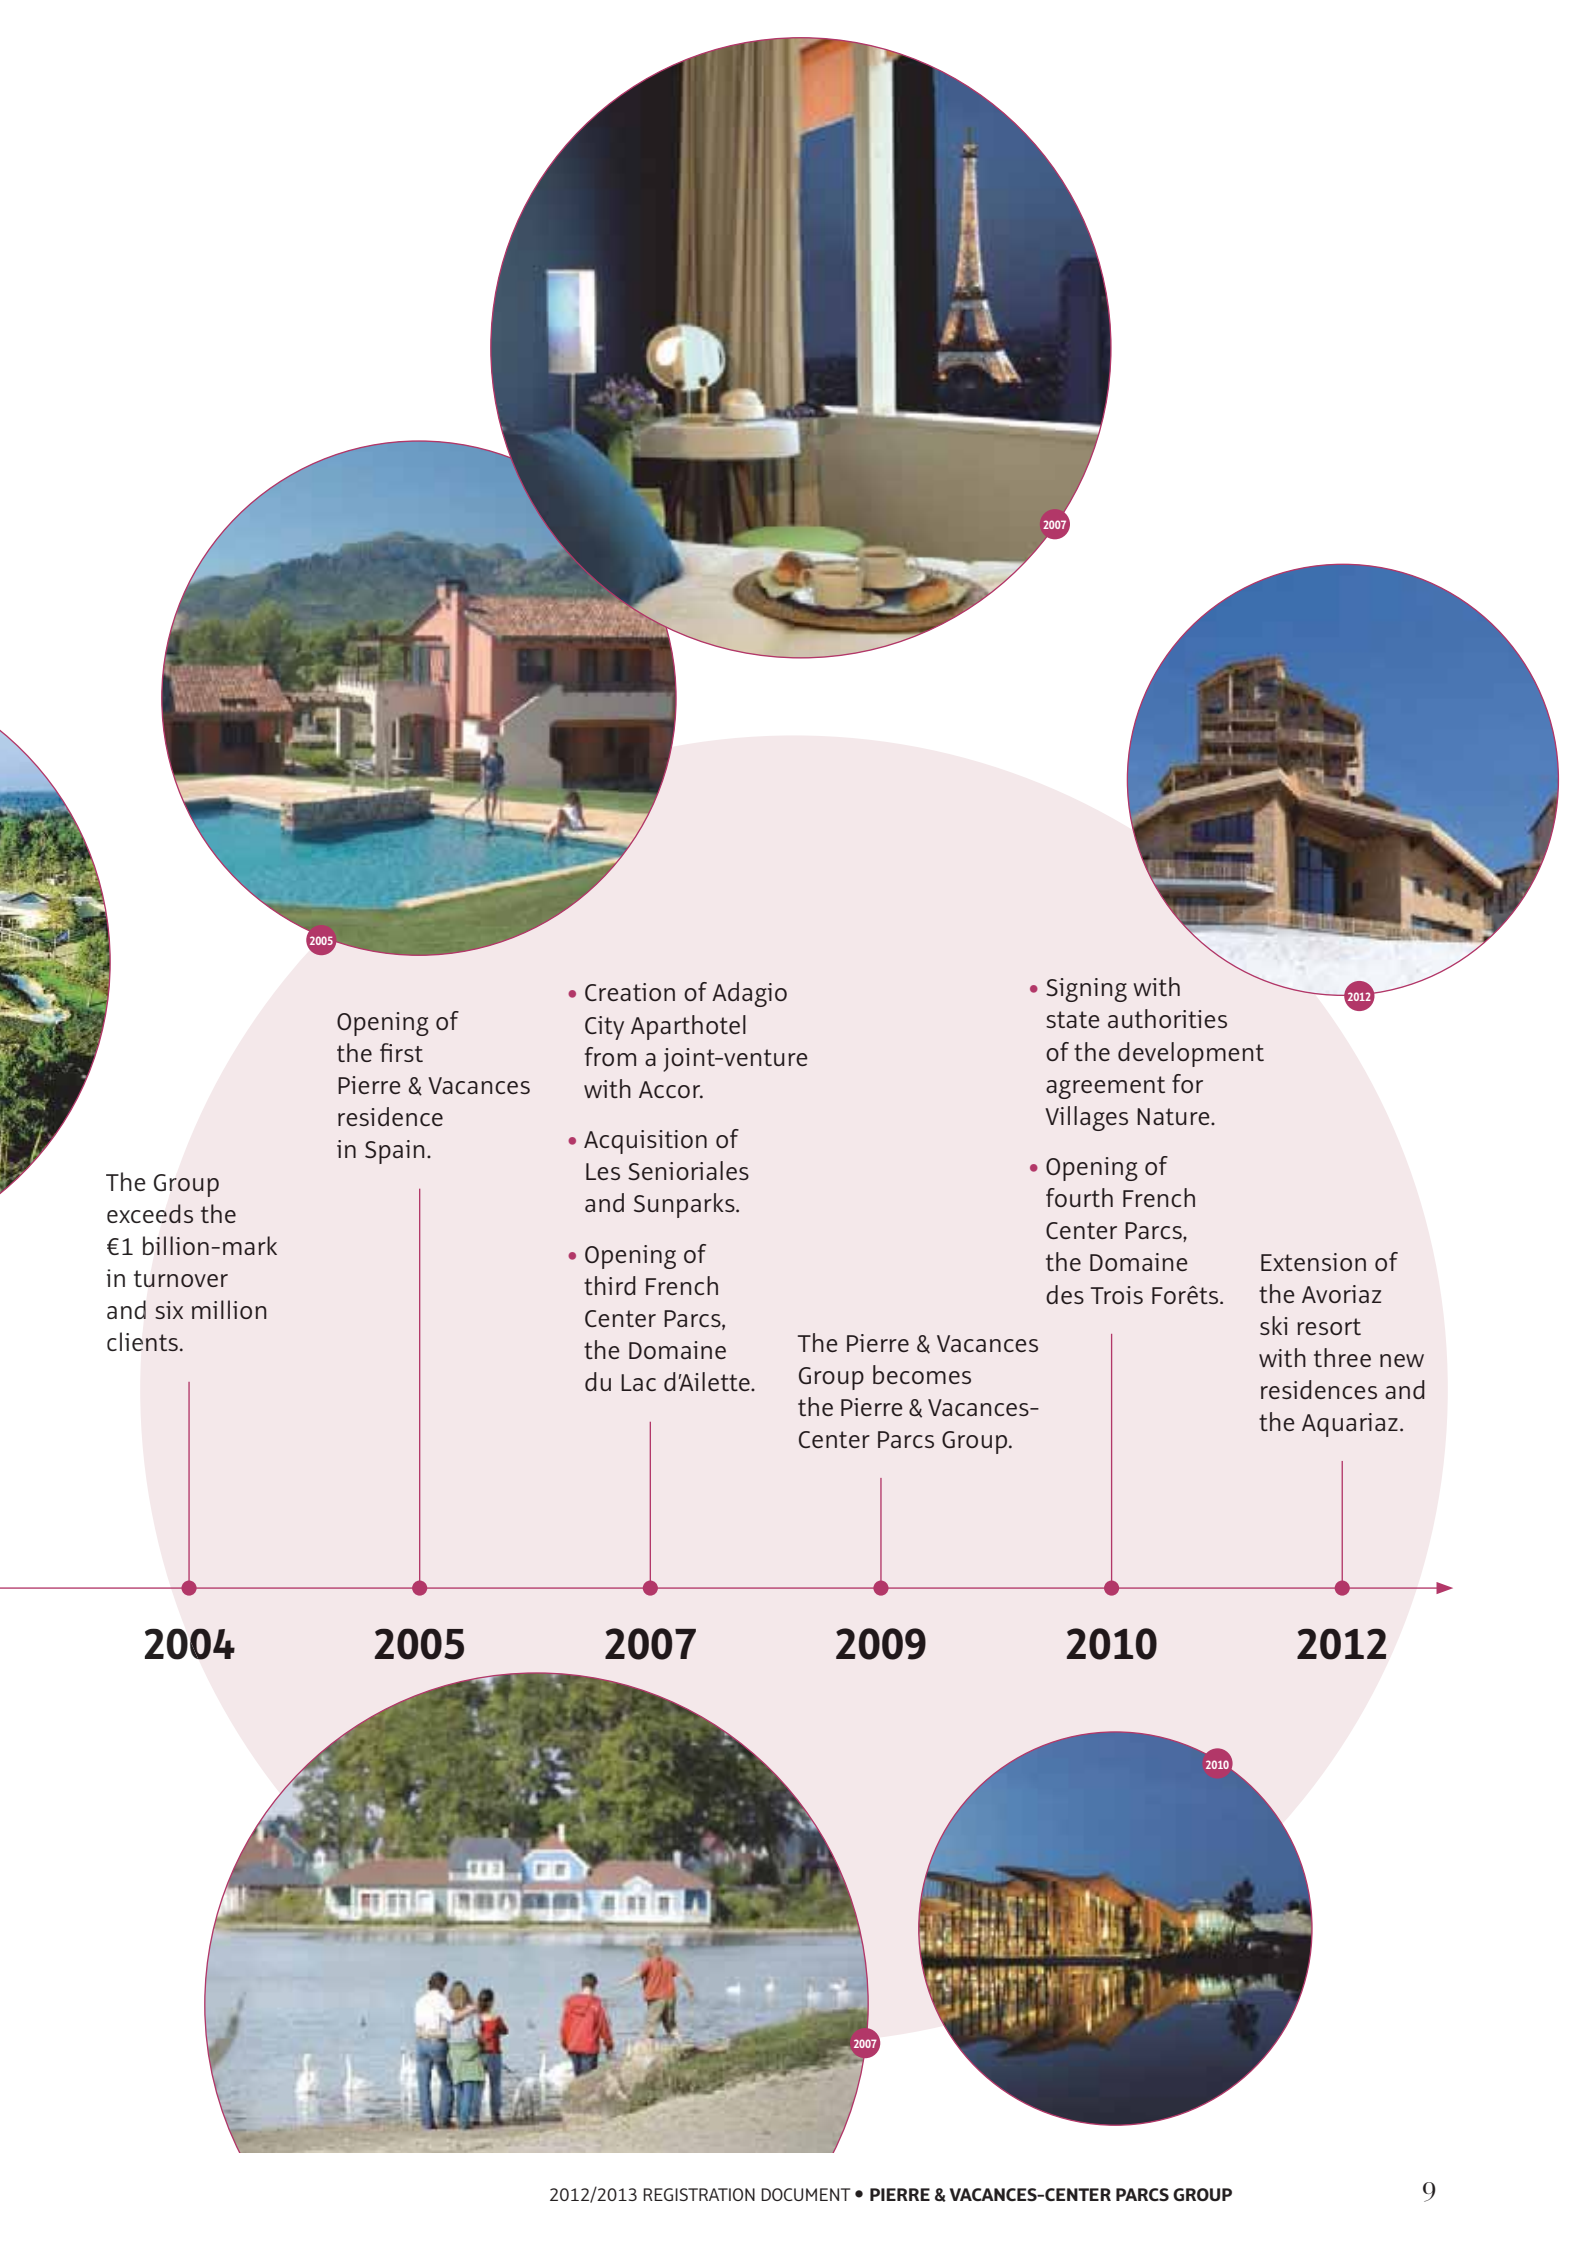 2007
2005
2012
The Group
exceeds the
€1 billion-mark
in turnover
and six million
clients.
Opening of
the first
Pierre & Vacances
residence
in Spain.
• Creation of Adagio
City Aparthotel
from a joint-venture
with Accor.
• Acquisition of
Les Senioriales
and Sunparks.
• Opening of
third French
Center Parcs,
the Domaine
du Lac d'Ailette.
The Pierre & Vacances
Group becomes
the Pierre & Vacances-
Center Parcs Group.
• Signing with
state authorities
of the development
agreement for
Villages Nature.
• Opening of
fourth French
Center Parcs,
the Domaine
des Trois Forêts.
Extension of
the Avoriaz
ski resort
with three new
residences and
the Aquariaz.
2004 2005 2007 2009 2010 2012
2010
2007
2012/2013 REGISTRATION DOCUMENT • PIERRE & VACANCES-CENTER PARCS GROUP 9